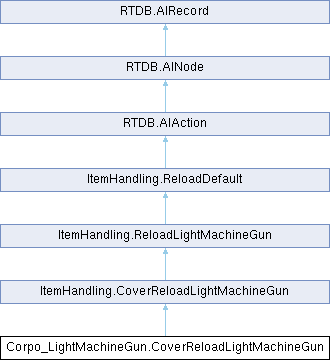 RTDB.AIRecord
RTDB.AINode
RTDB.AIAction
ItemHandling.ReloadDefault
ItemHandling.ReloadLightMachineGun
ItemHandling.CoverReloadLightMachineGun
Corpo_LightMachineGun.CoverReloadLightMachineGun